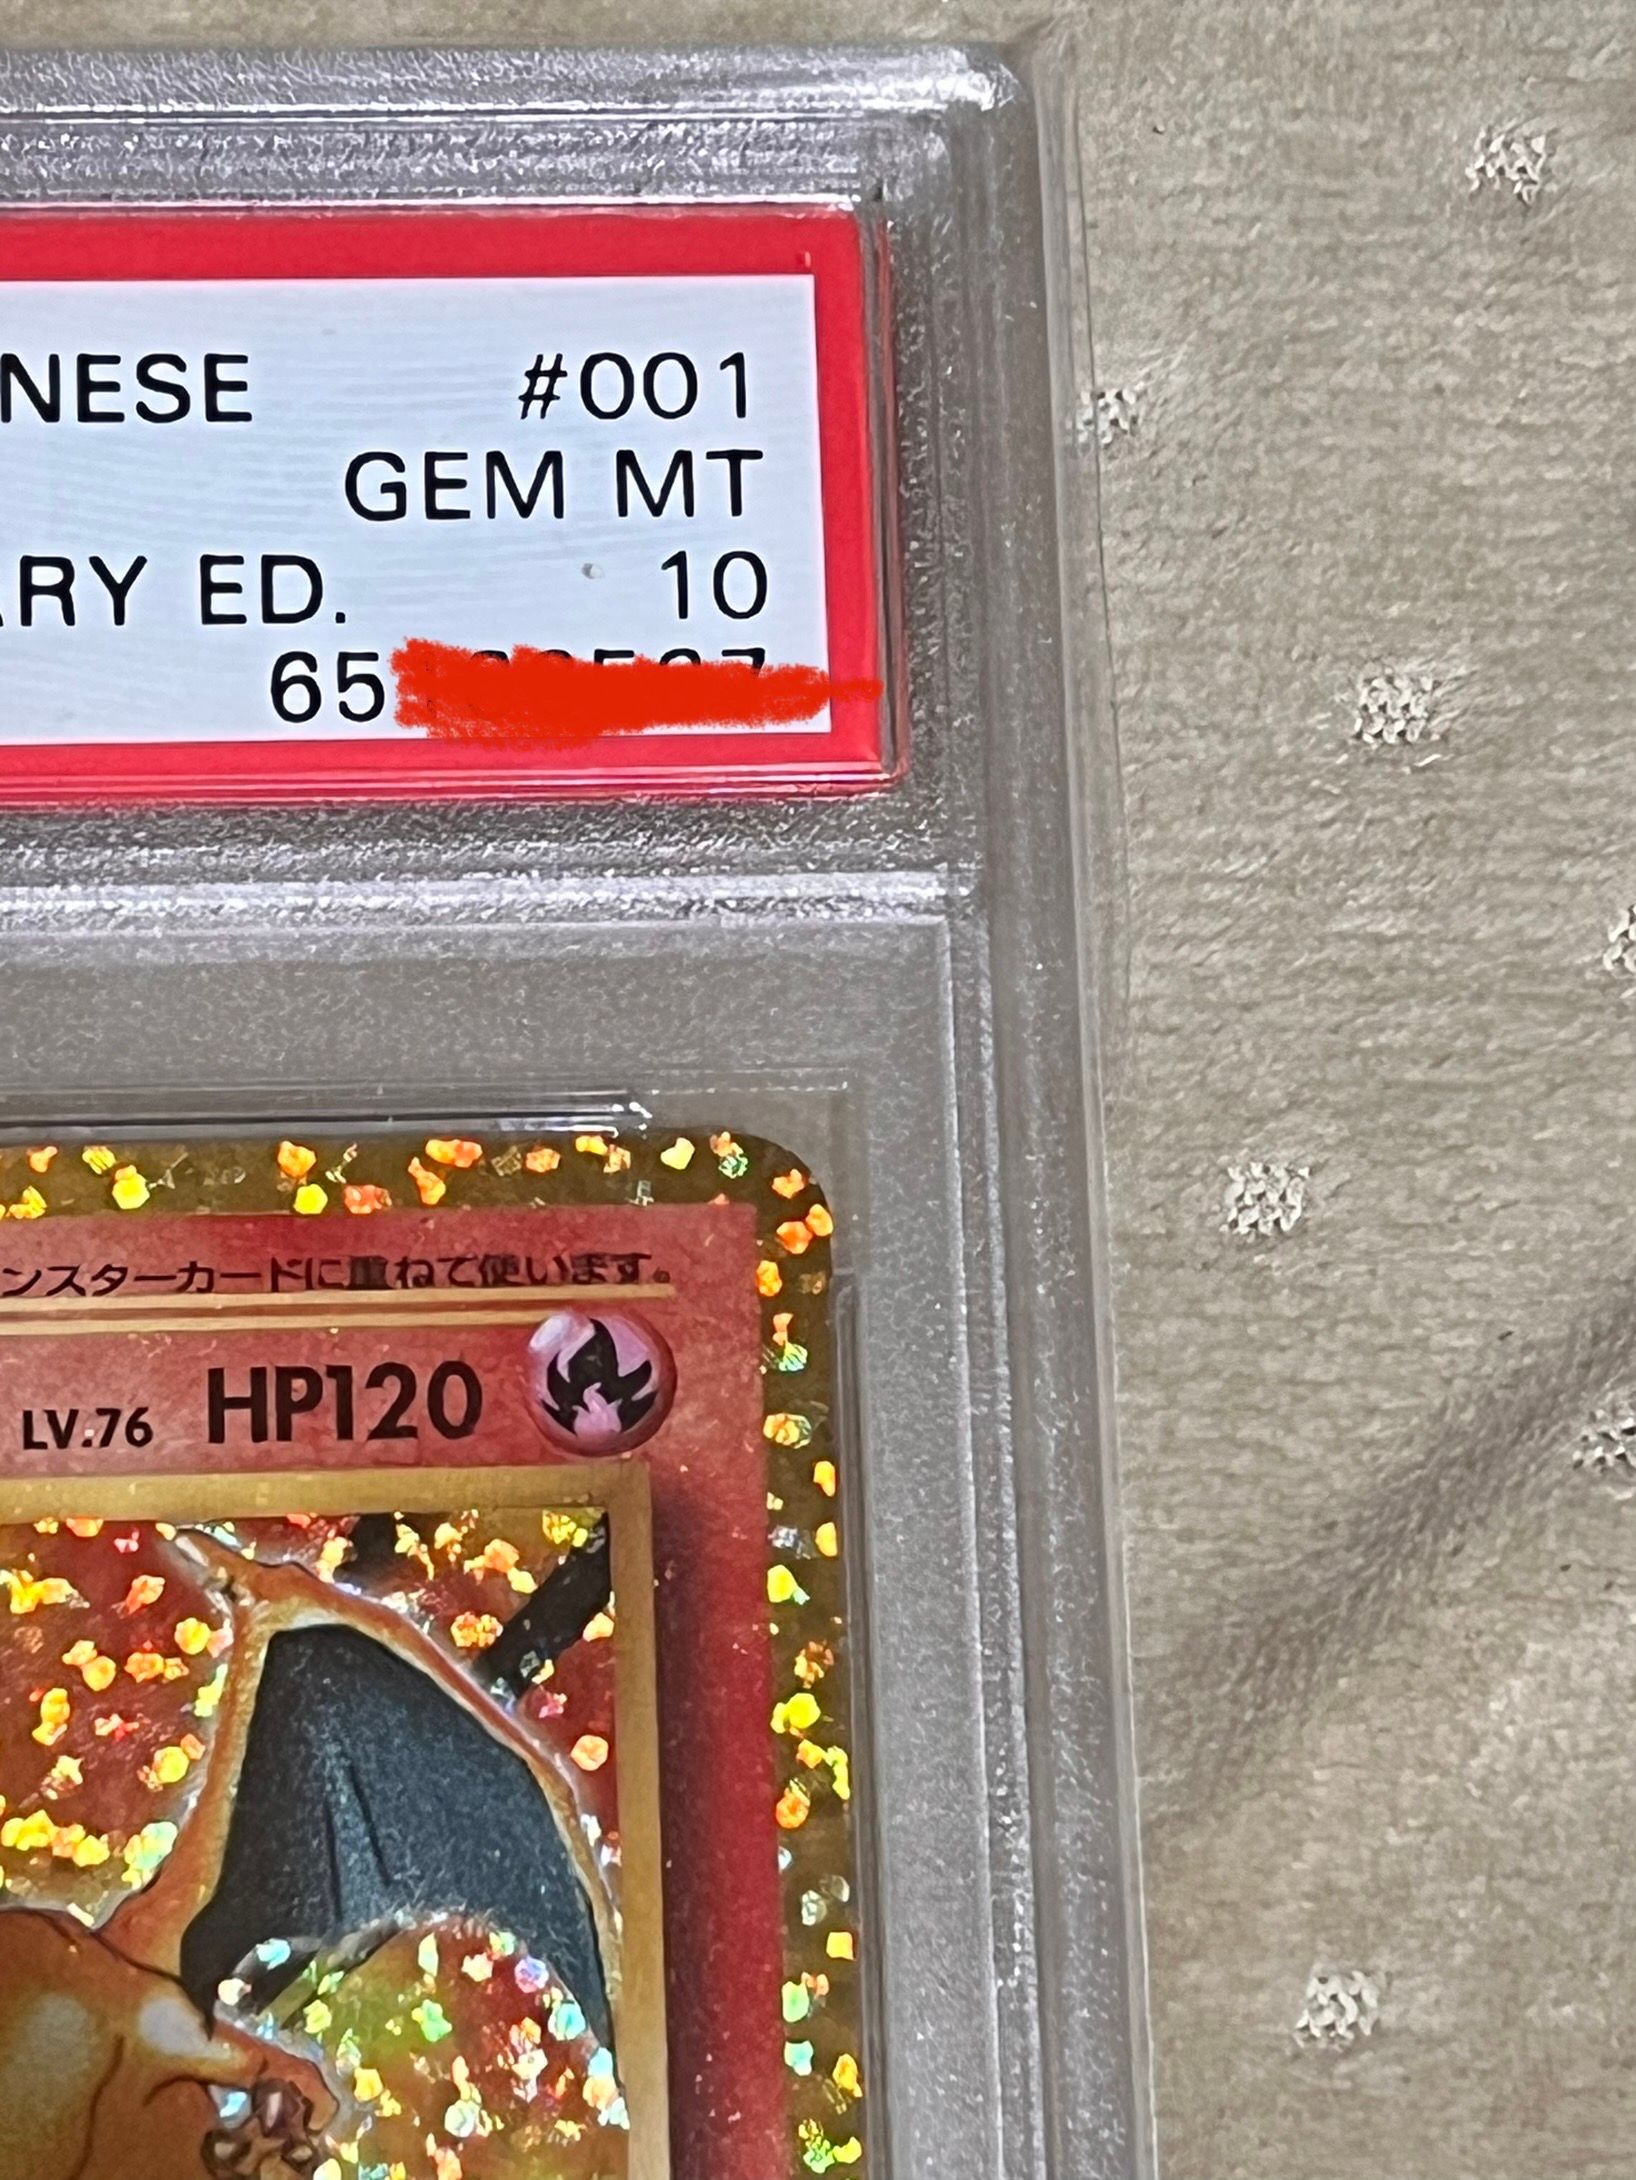 NESE #001
GEM MT
ARY ED. 10
65
ンスターカードに重ねて使います。
LV.76 HP120